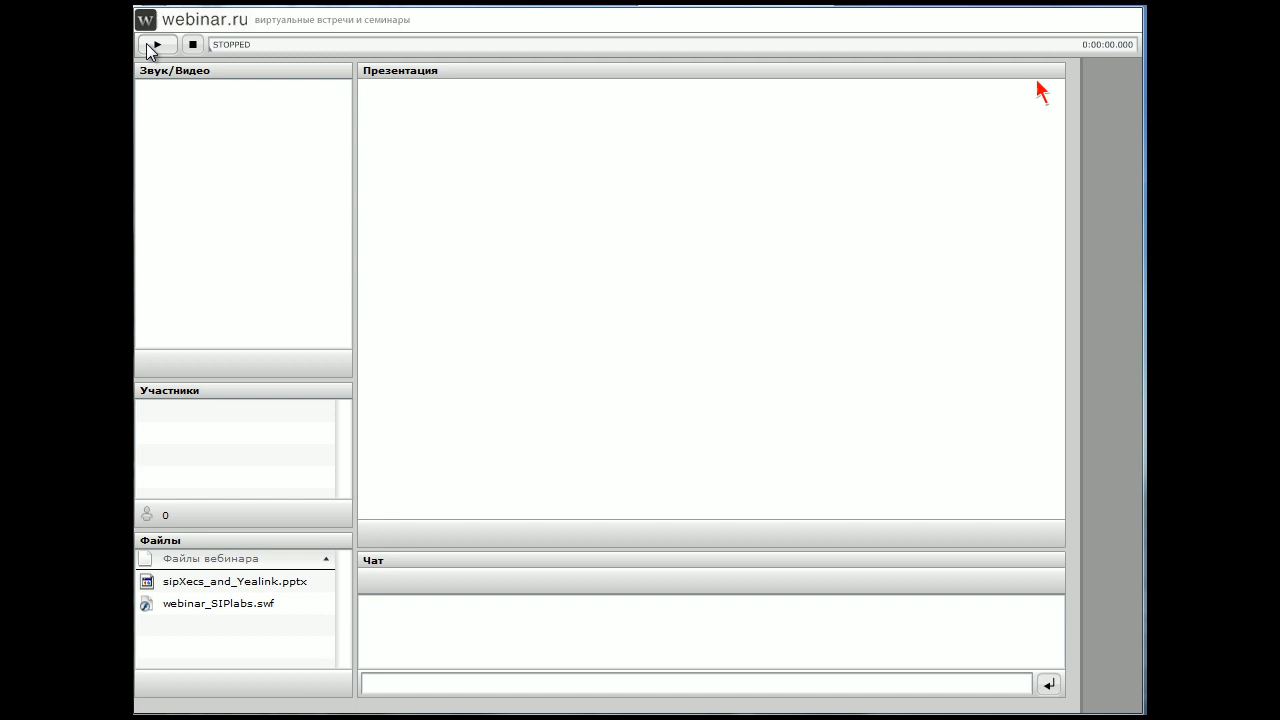 w webinar.ru виртуальные встречи и семинары
STOPPED 0:00:00.000
Звук/Видео
Презентация
Участники
0
Файлы
Файлы вебинара
sipXecs_and_Yealink.pptx
webinar_SIPlabs.swf
Чат